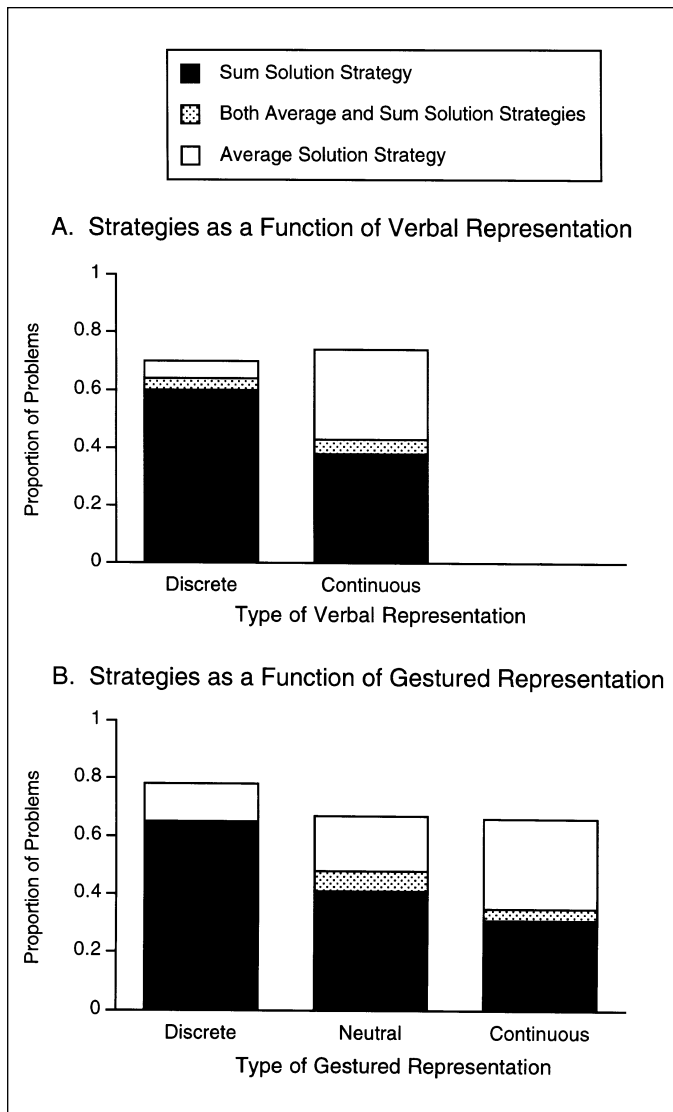 Sum Solution Strategy
Both Average and Sum Solution Strategies
Average Solution Strategy
A. Strategies as a Function of Verbal Representation
Proportion of Problems
1
0.8
0.6
0.4
0.2
0
Discrete Continuous
Type of Verbal Representation
B. Strategies as a Function of Gestured Representation
Proportion of Problems
1
0.8
0.6
0.4
0.2
0
Discrete Neutral Continuous
Type of Gestured Representation